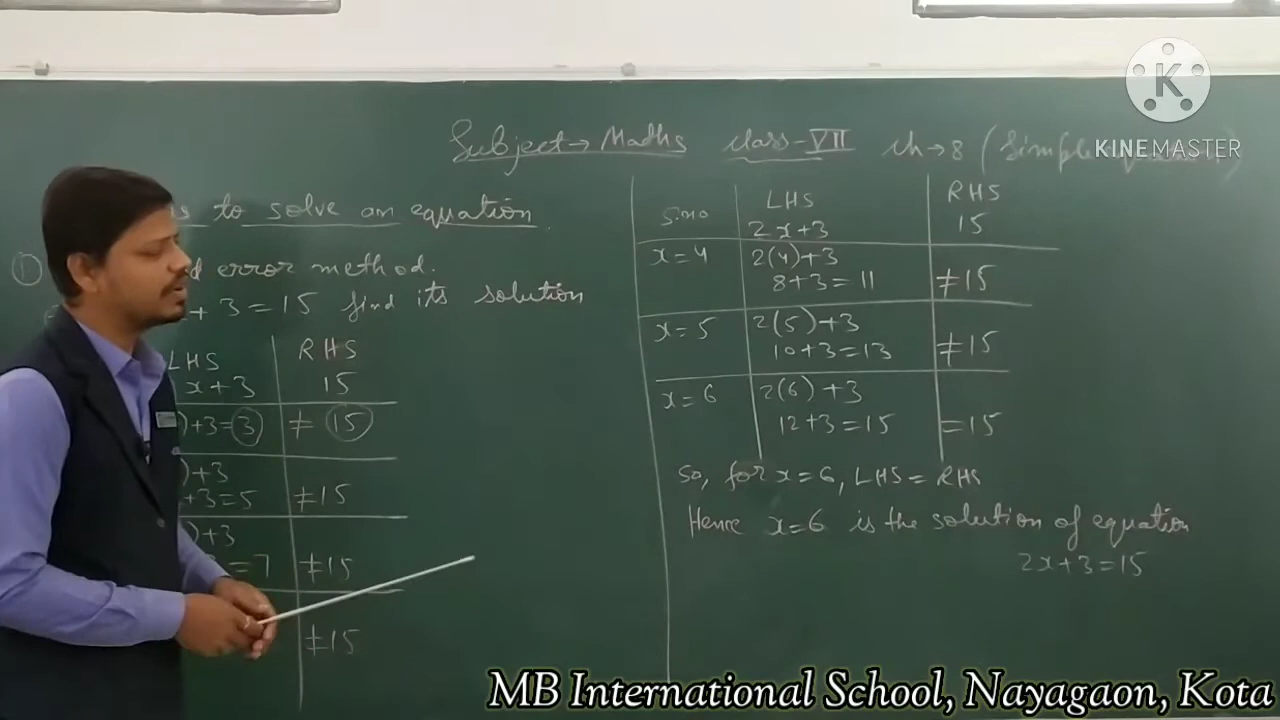 Subject→ Maths class-VII ch→8 (Simple
K
KINEMASTER
is to solve an equation
① error method.
+ 3 = 15 find its solution
LHS RHS
x+3 15
)+3=3 ≠ 15
)+3
+3=5 ≠15
)+3
=7 ≠15
≠15
S.no LHS RHS
2x+3 15
x=4 2(4)+3
8+3=11 ≠15
x=5 2(5)+3
10+3=13 ≠15
x=6 2(6)+3
12+3=15 =15
So, for x=6, LHS=RHS
Hence x=6 is the solution of equation
2x+3=15
MB International School, Nayagaon, Kota